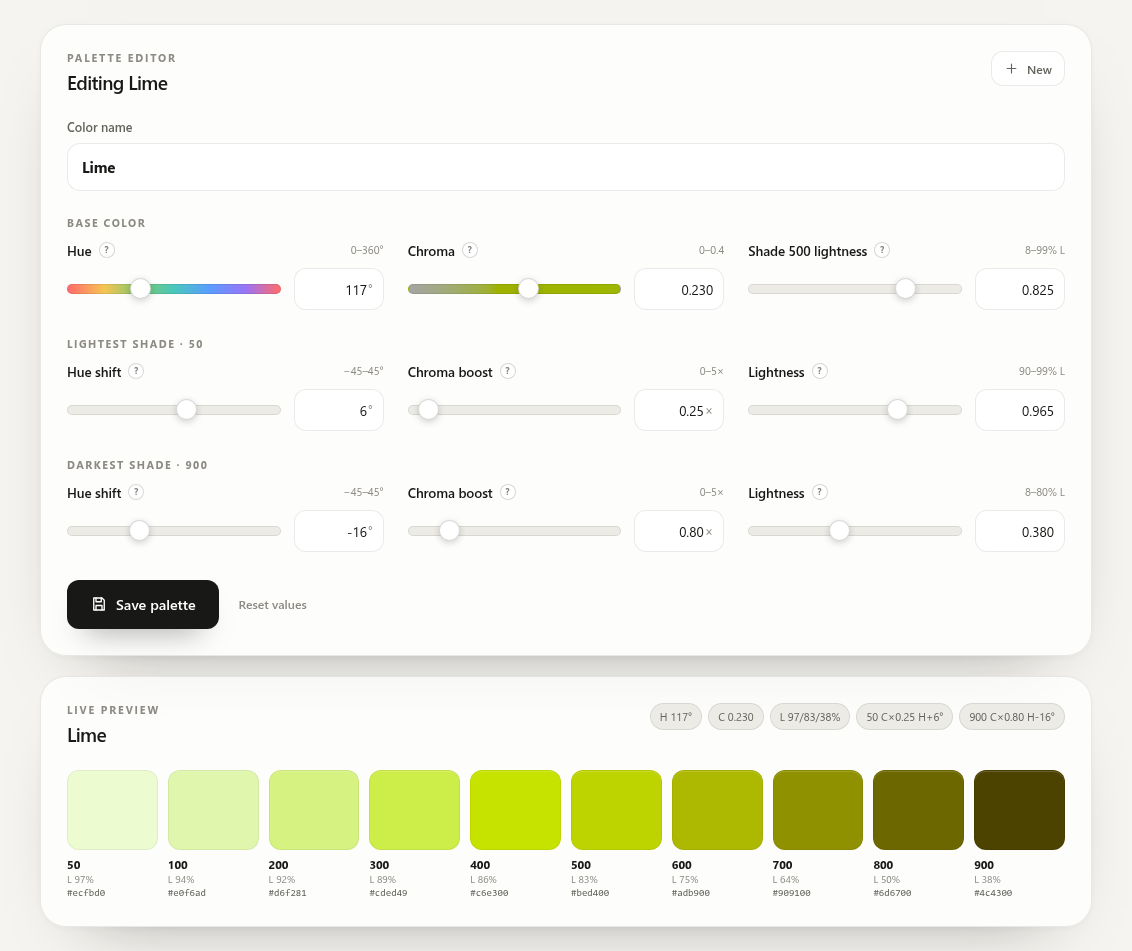 PALETTE EDITOR
Editing Lime
+ New
Color name
Lime
BASE COLOR
Hue ? 0–360° Chroma ? 0–0.4 Shade 500 lightness ? 8–99% L
117° 0.230 0.825
LIGHTEST SHADE · 50
Hue shift ? −45–45° Chroma boost ? 0–5× Lightness ? 90–99% L
6° 0.25× 0.965
DARKEST SHADE · 900
Hue shift ? −45–45° Chroma boost ? 0–5× Lightness ? 8–80% L
-16° 0.80× 0.380
Save palette Reset values
LIVE PREVIEW
Lime
H 117° C 0.230 L 97/83/38% 50 C×0.25 H+6° 900 C×0.80 H-16°
50 100 200 300 400 500 600 700 800 900
L 97% L 94% L 92% L 89% L 86% L 83% L 75% L 64% L 50% L 38%
#ecfbd0 #e0f6ad #d6f281 #cded49 #c6e300 #bed400 #adb900 #909100 #6d6700 #4c4300